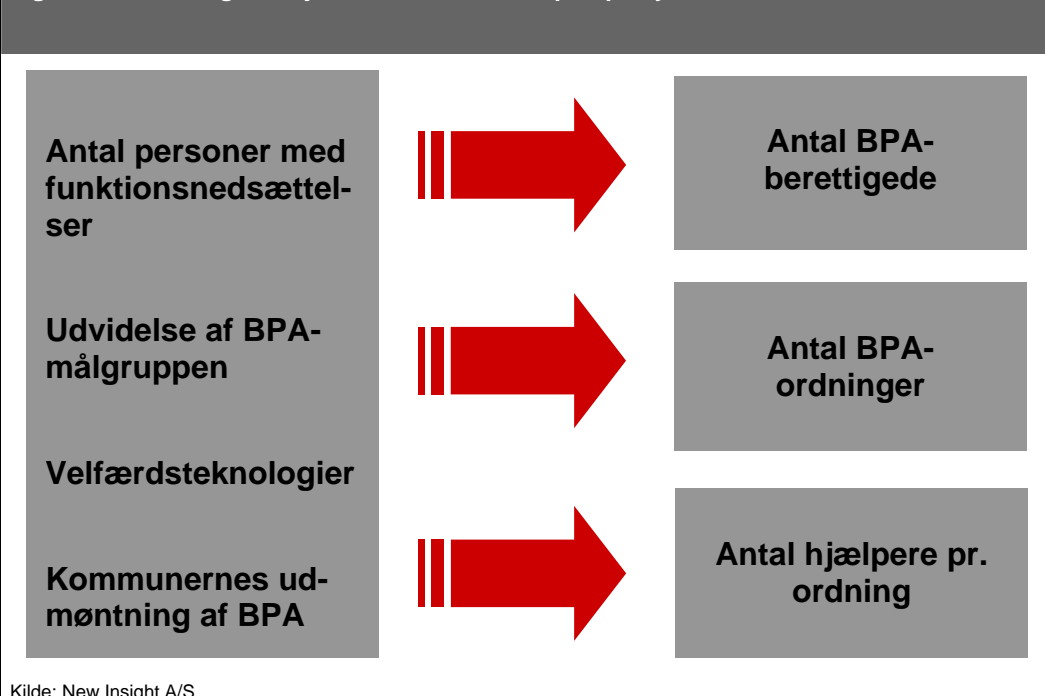 Antal personer med
funktionsnedsættel-
ser
Udvidelse af BPA-
målgruppen
Velfærdsteknologier
Kommunernes ud-
møntning af BPA
Antal BPA-
berettigede
Antal BPA-
ordninger
Antal hjælpere pr.
ordning
Kilde: New Insight A/S